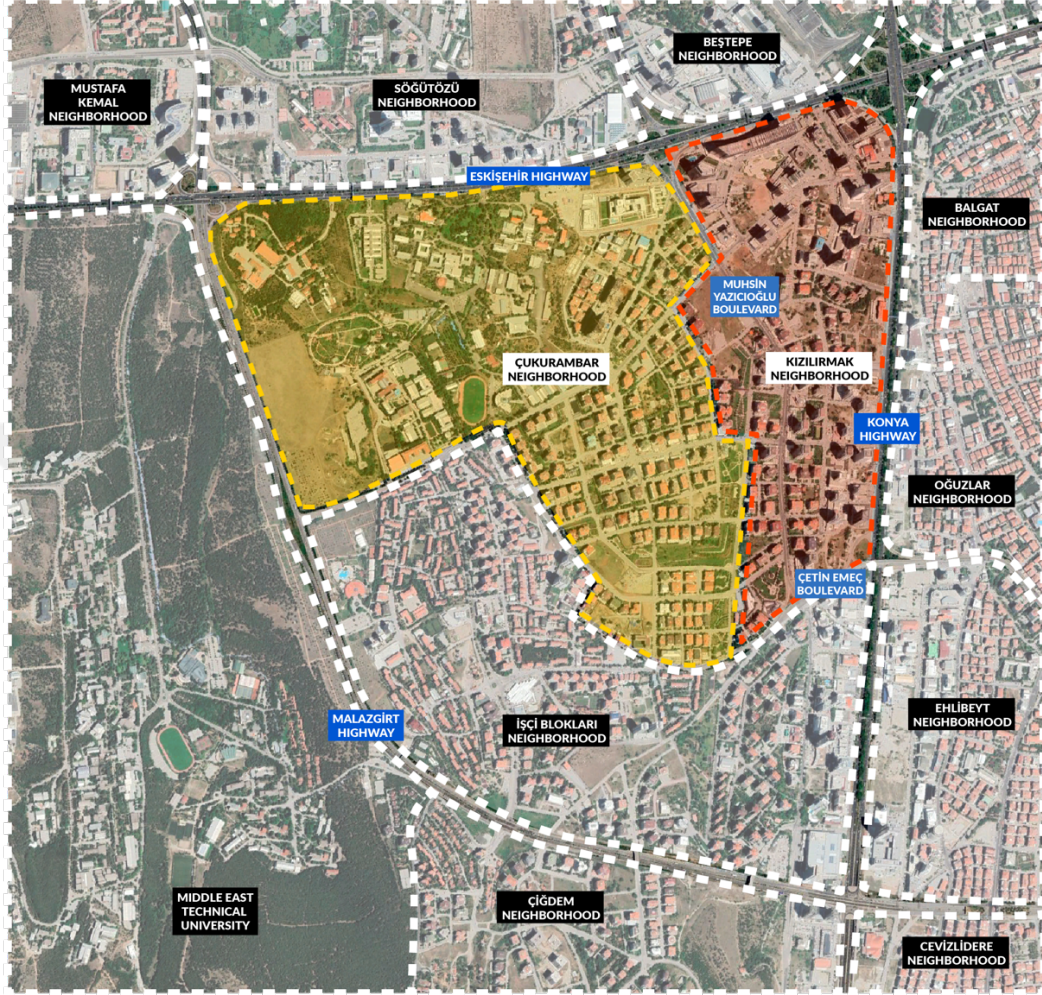 BEŞTEPE
NEIGHBORHOOD
MUSTAFA
KEMAL
NEIGHBORHOOD
SÖĞÜTÖZÜ
NEIGHBORHOOD
ESKİŞEHİR HIGHWAY
BALGAT
NEIGHBORHOOD
MUHSİN
YAZICIOĞLU
BOULEVARD
ÇUKURAMBAR
NEIGHBORHOOD
KIZILIRMAK
NEIGHBORHOOD
KONYA
HIGHWAY
OĞUZLAR
NEIGHBORHOOD
ÇETİN EMEÇ
BOULEVARD
MALAZGİRT
HIGHWAY
İŞÇİ BLOKLARI
NEIGHBORHOOD
EHLİBEYT
NEIGHBORHOOD
MIDDLE EAST
TECHNICAL
UNIVERSITY
ÇİĞDEM
NEIGHBORHOOD
CEVİZLİDERE
NEIGHBORHOOD